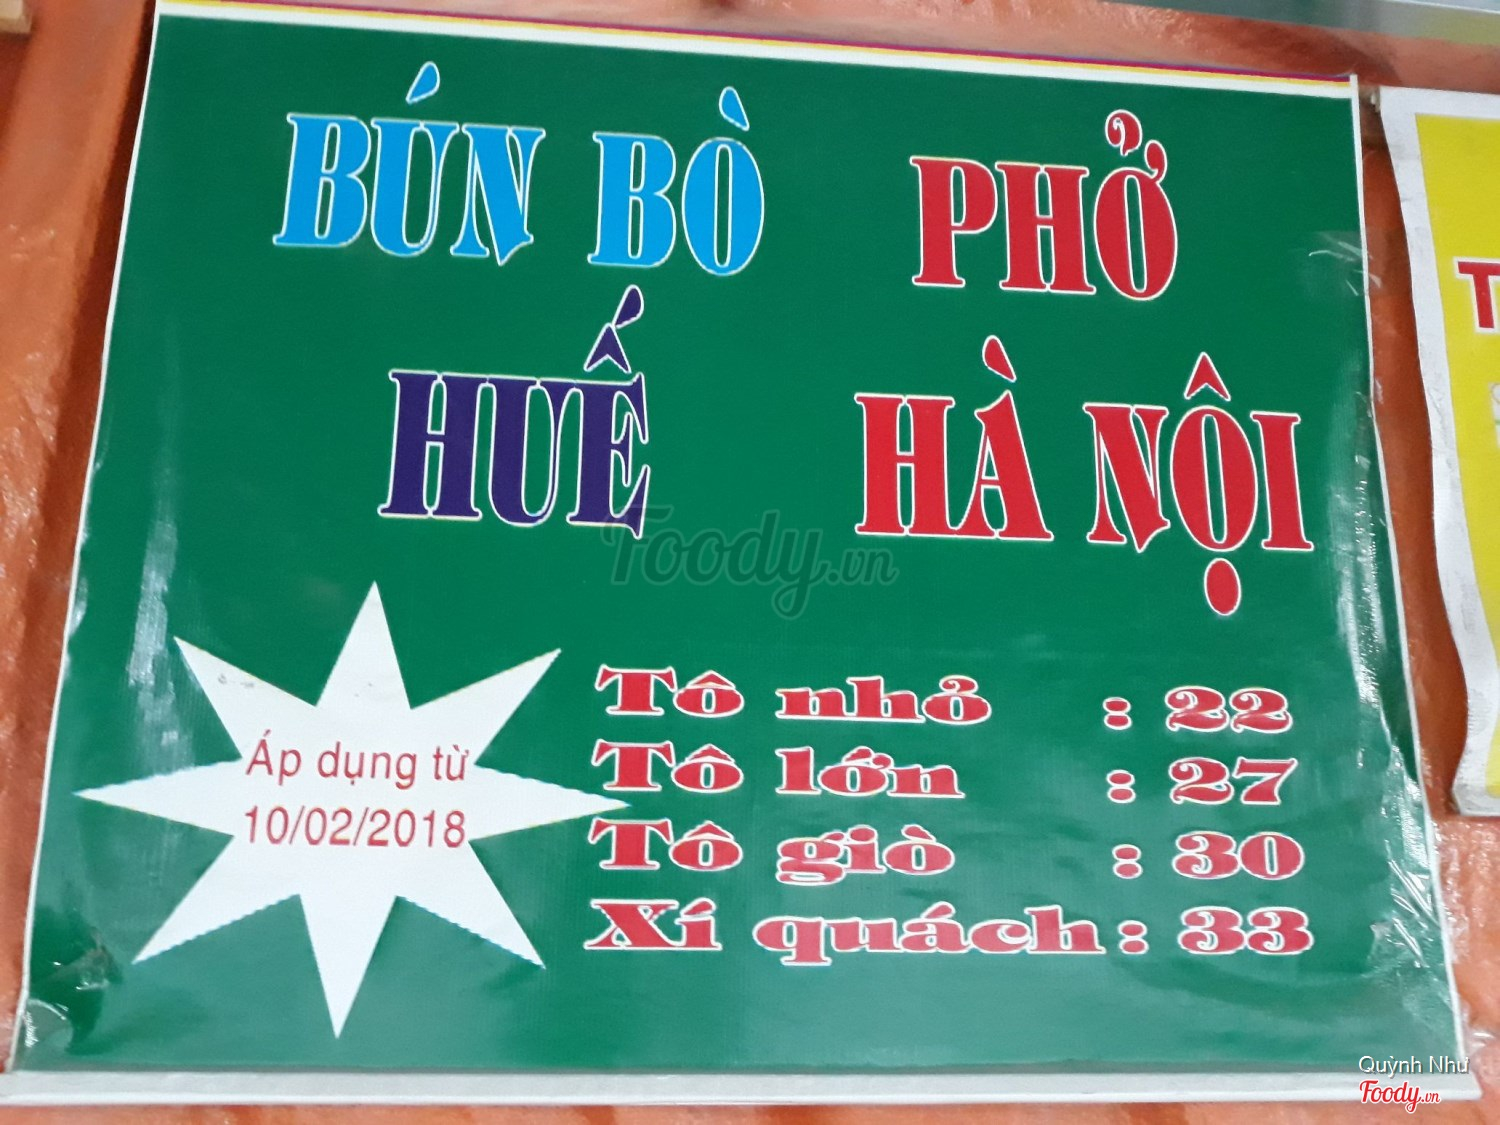 BÚN BÒ
HUẾ
PHỞ
HÀ NỘI
Áp dụng từ
10/02/2018
Tô nhỏ : 22
Tô lớn : 27
Tô giò : 30
Xí quách : 33
T
Foody.vn
Quỳnh Như
Foody.vn